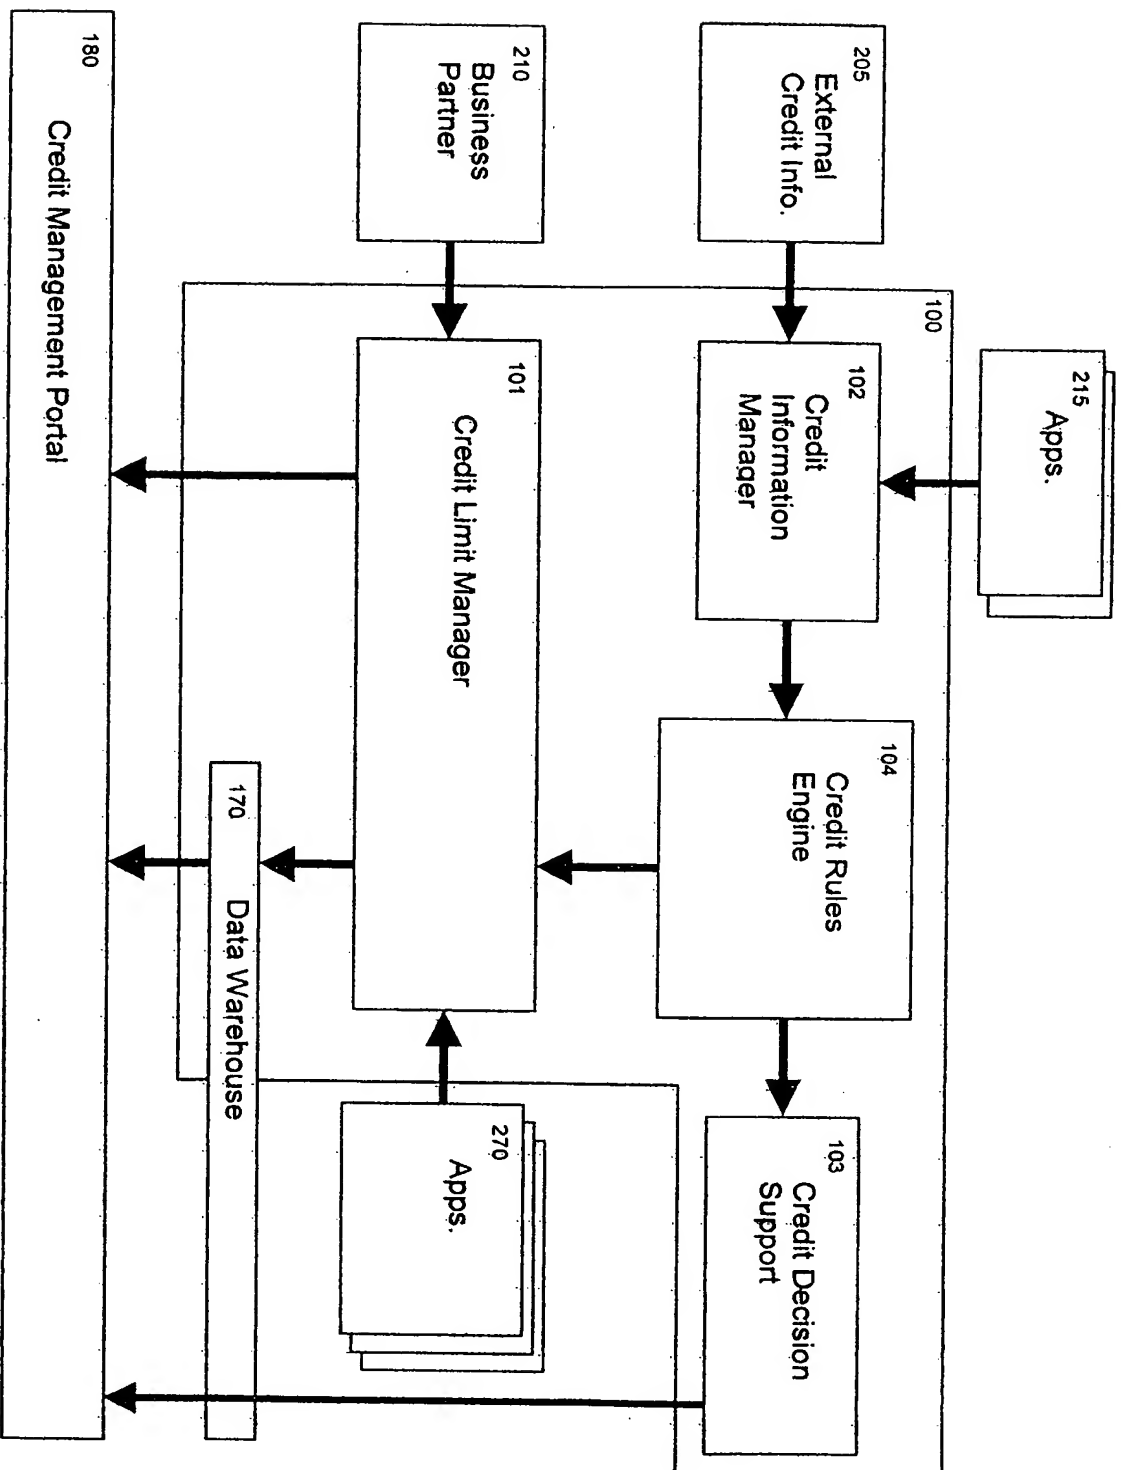 215
Apps.
100
205
External
Credit Info.
102
Credit
Information
Manager
104
Credit Rules
Engine
103
Credit Decision
Support
210
Business
Partner
101
Credit Limit Manager
270
Apps.
170
Data Warehouse
180
Credit Management Portal